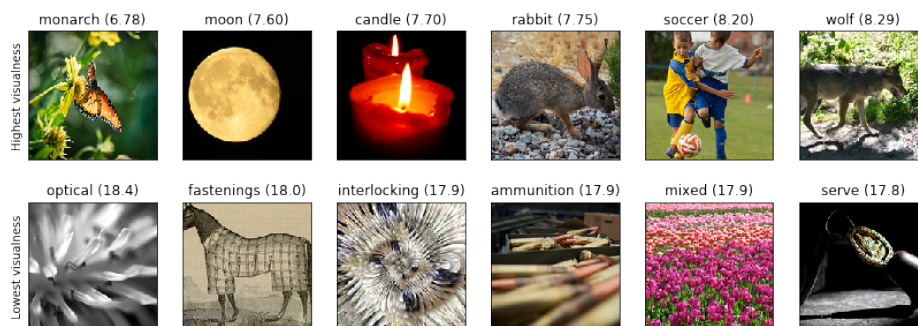 monarch (6.78) moon (7.60) candle (7.70) rabbit (7.75) soccer (8.20) wolf (8.29)
Highest visualness
optical (18.4) fastenings (18.0) interlocking (17.9) ammunition (17.9) mixed (17.9) serve (17.8)
Lowest visualness